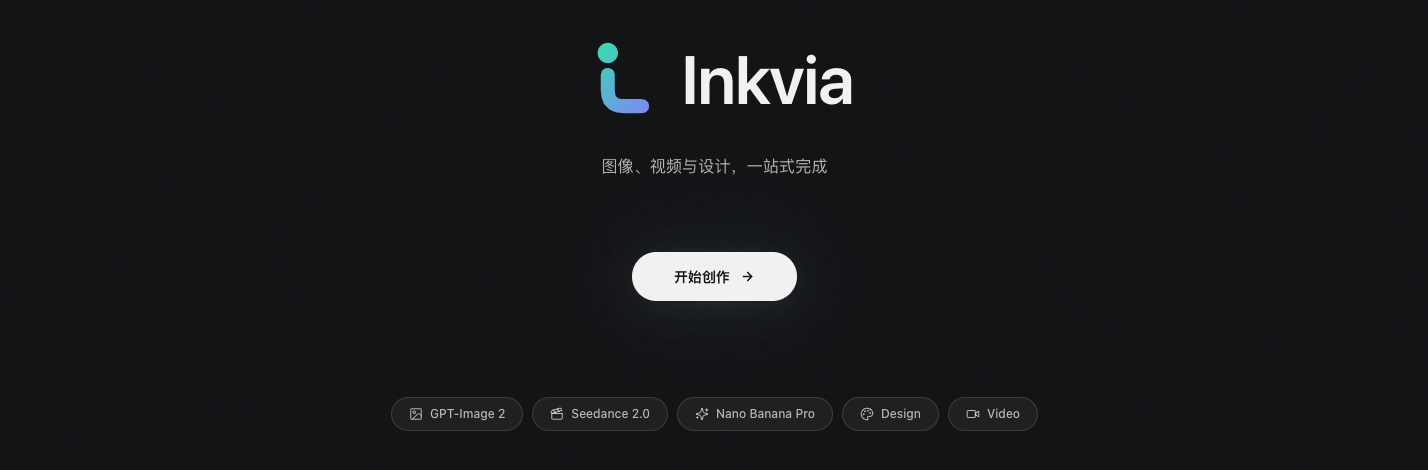 Inkvia
图像、视频与设计，一站式完成
开始创作 →
GPT-Image 2
Seedance 2.0
Nano Banana Pro
Design
Video